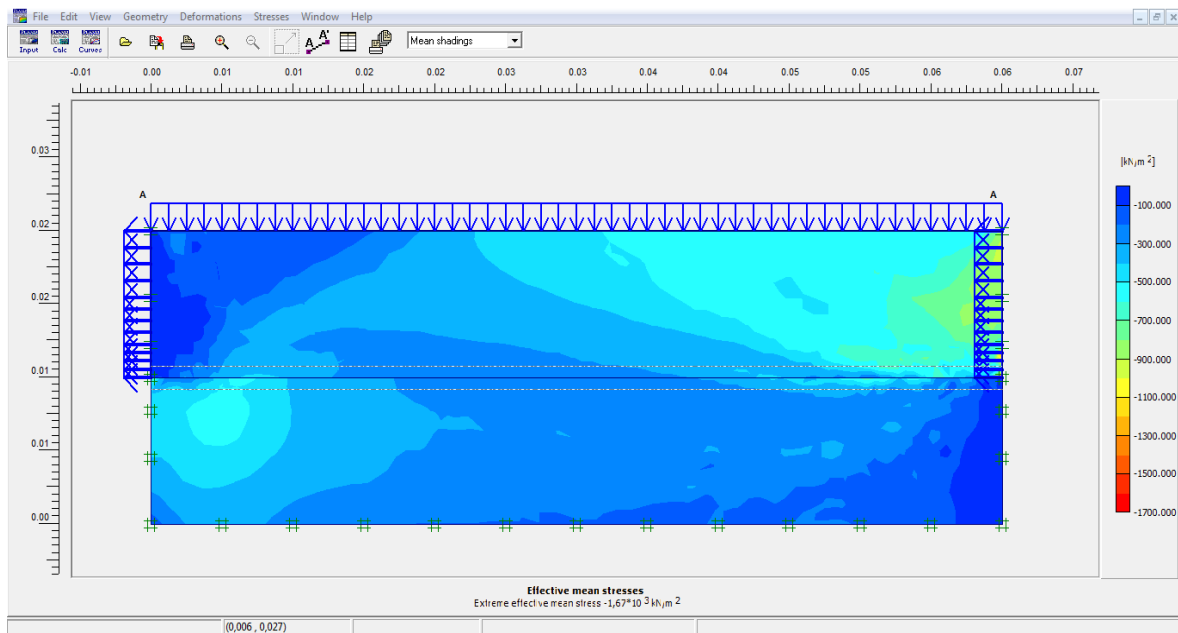 File Edit View Geometry Deformations Stresses Window Help
Input Calc Curves A A' Mean shadings
-0.01 0.00 0.01 0.01 0.02 0.02 0.03 0.03 0.04 0.04 0.05 0.05 0.06 0.06 0.07
0.03
0.02
0.02
0.01
0.01
0.00
A A
[kN/m 2]
-100.000
-300.000
-500.000
-700.000
-900.000
-1100.000
-1300.000
-1500.000
-1700.000
Effective mean stresses
Extreme effective mean stress -1,67*10 3 kN/m 2
(0,006 , 0,027)